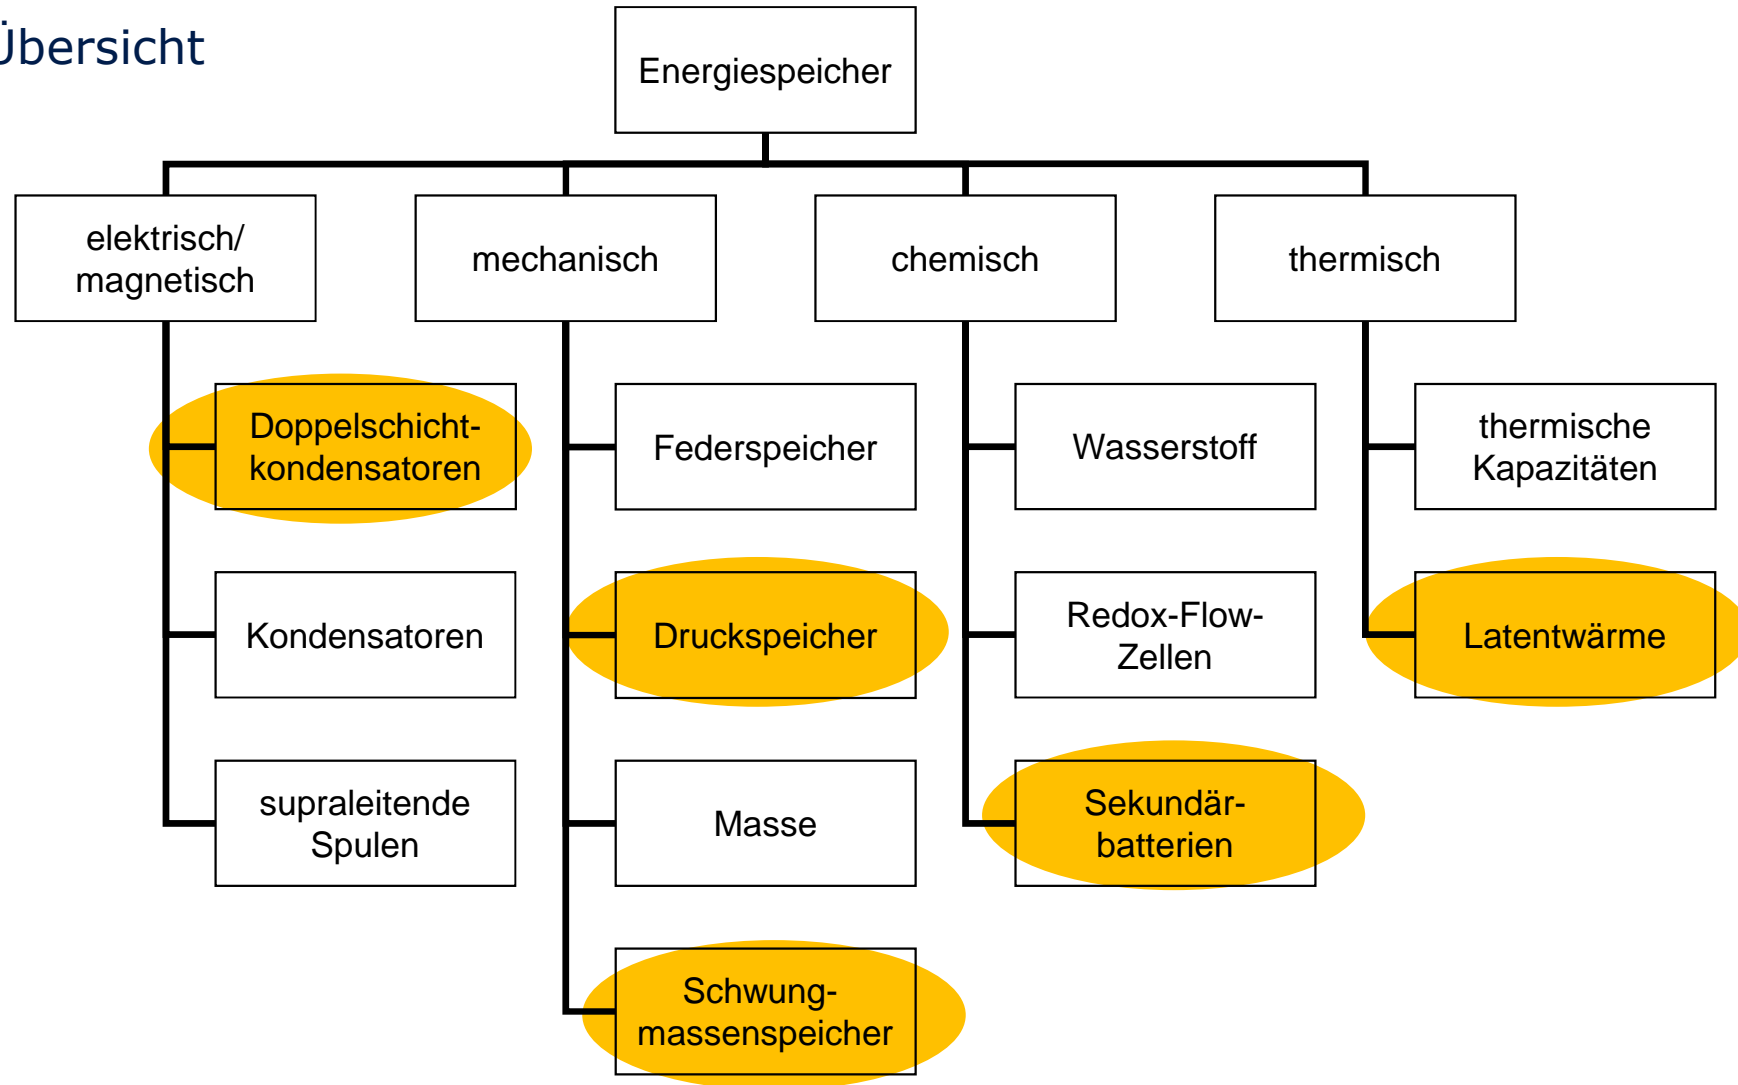 Übersicht
Energiespeicher
elektrisch/
magnetisch
mechanisch
chemisch
thermisch
Doppelschicht-
kondensatoren
Federspeicher
Wasserstoff
thermische
Kapazitäten
Kondensatoren
Druckspeicher
Redox-Flow-
Zellen
Latentwärme
supraleitende
Spulen
Masse
Sekundär-
batterien
Schwung-
massenspeicher